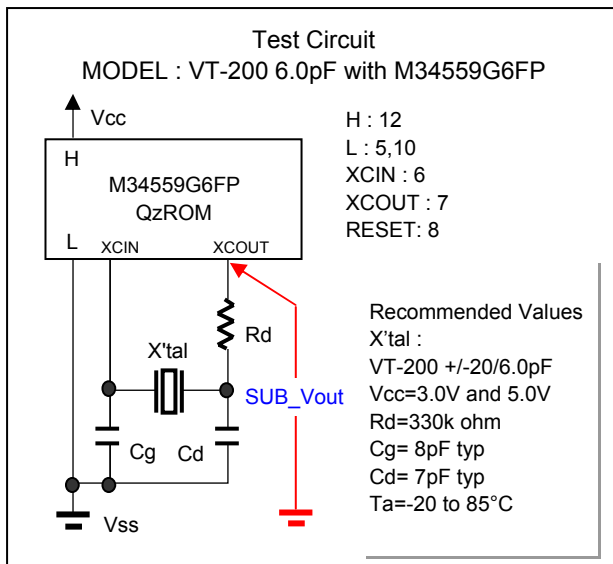 Test Circuit
MODEL : VT-200 6.0pF with M34559G6FP
Vcc
H
M34559G6FP
QzROM
L XCIN XCOUT
H : 12
L : 5,10
XCIN : 6
XCOUT : 7
RESET: 8
Rd
X'tal
SUB_Vout
Cg Cd
Vss
Recommended Values
X'tal :
VT-200 +/-20/6.0pF
Vcc=3.0V and 5.0V
Rd=330k ohm
Cg= 8pF typ
Cd= 7pF typ
Ta=-20 to 85°C